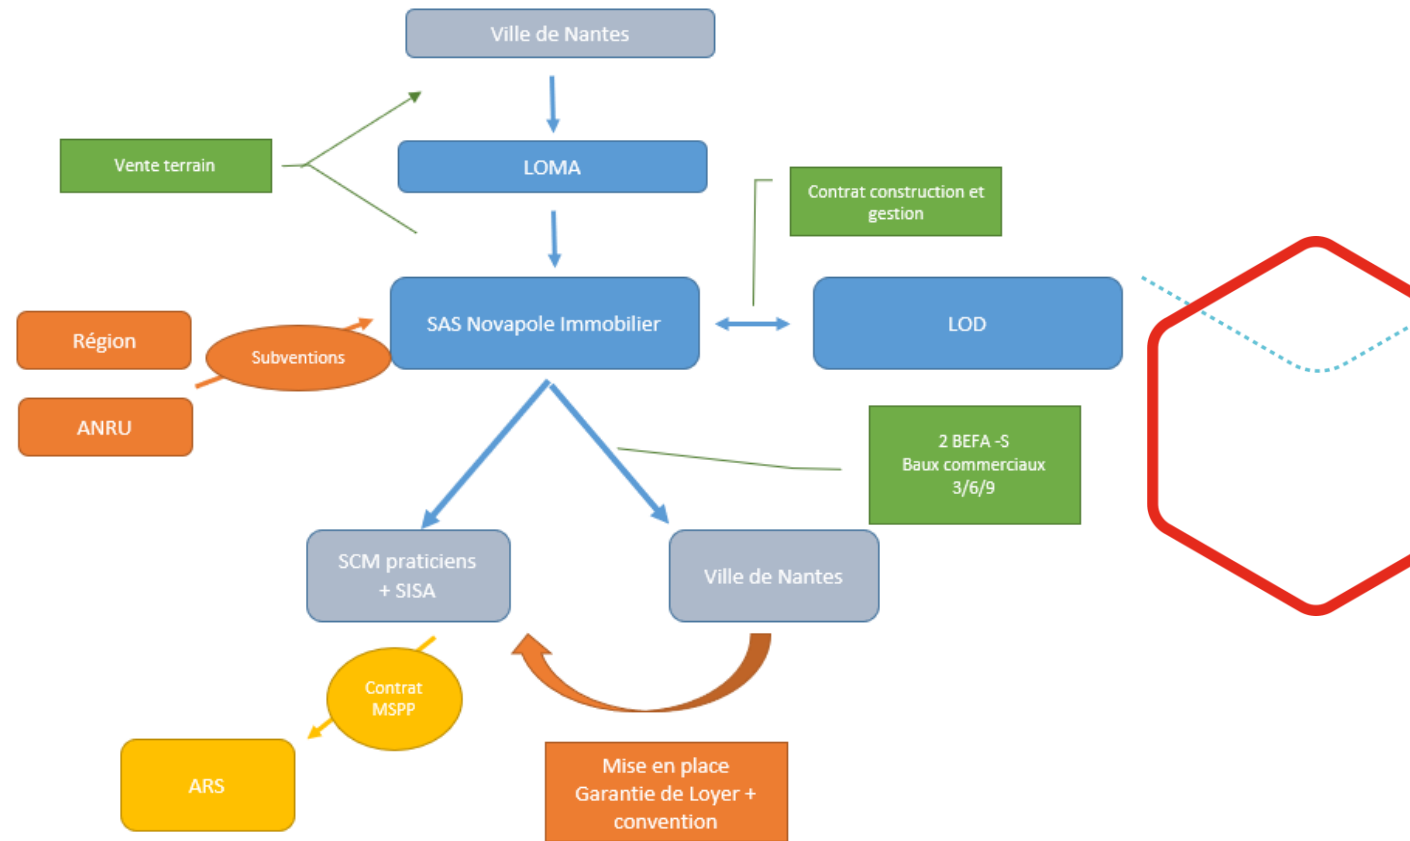 Ville de Nantes
Vente terrain
LOMA
Contrat construction et
gestion
SAS Novapole Immobilier
LOD
Région
Subventions
ANRU
2 BEFA -S
Baux commerciaux
3/6/9
SCM praticiens
+ SISA
Ville de Nantes
Contrat
MSPP
ARS
Mise en place
Garantie de Loyer +
convention